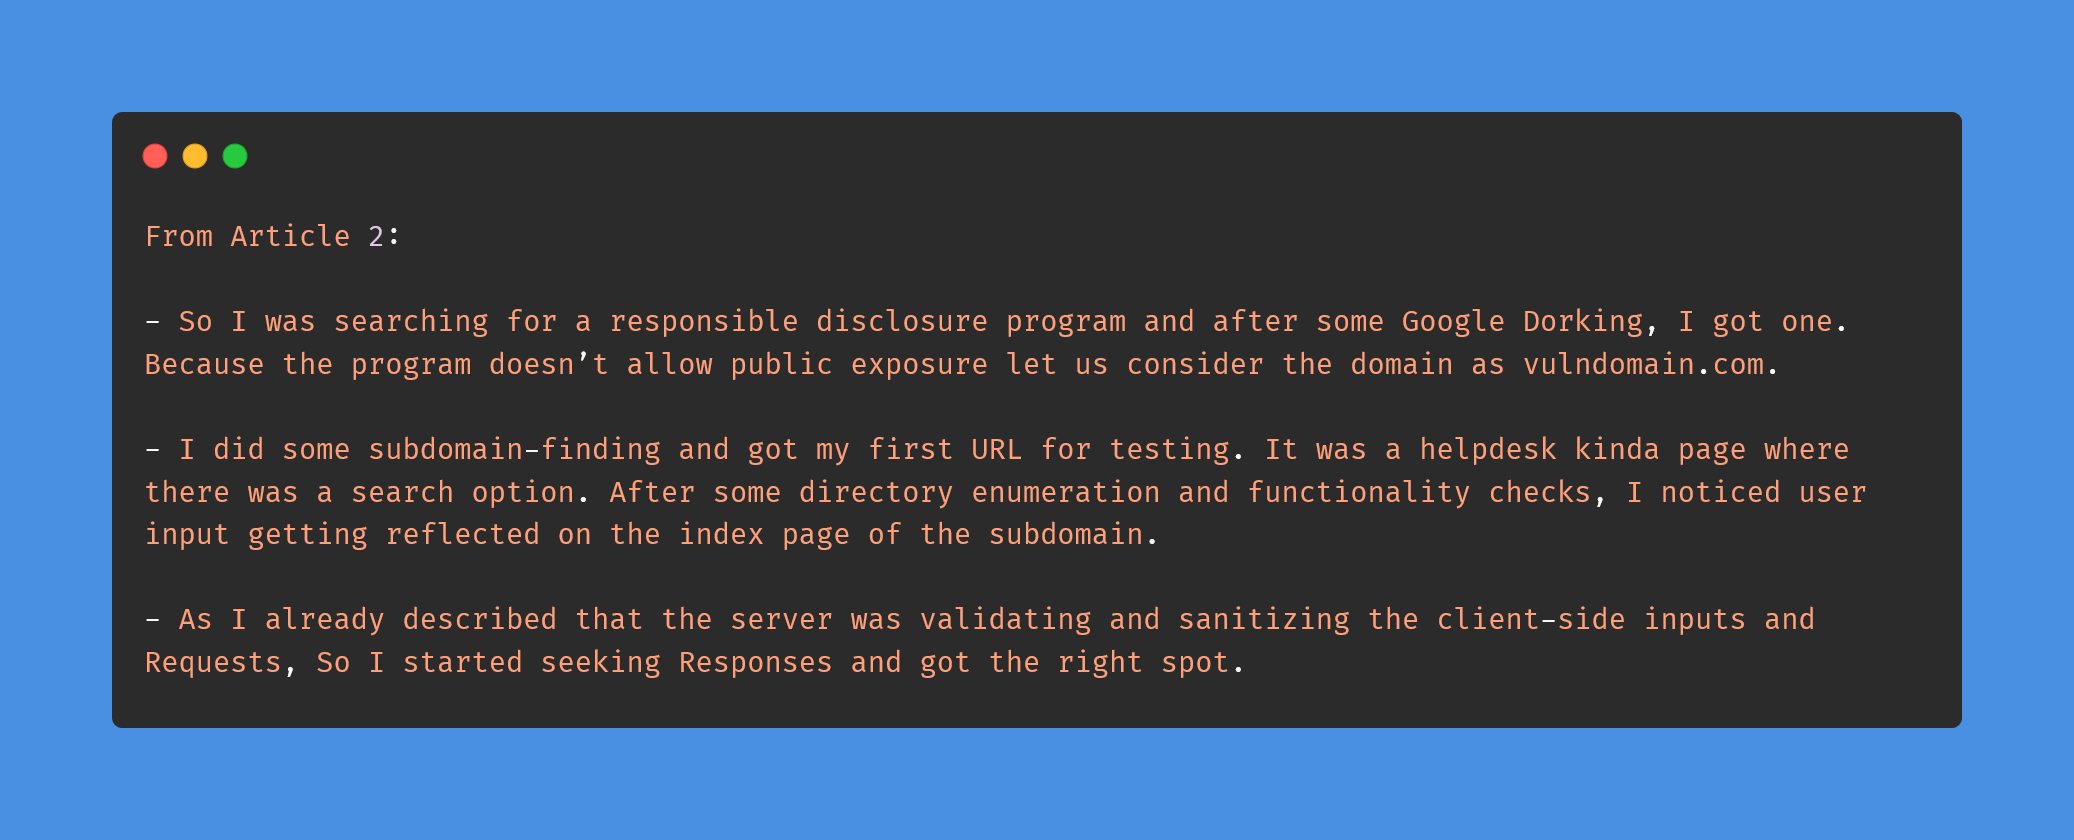 From Article 2:
- So I was searching for a responsible disclosure program and after some Google Dorking, I got one.
Because the program doesn’t allow public exposure let us consider the domain as vulndomain.com.
- I did some subdomain-finding and got my first URL for testing. It was a helpdesk kinda page where
there was a search option. After some directory enumeration and functionality checks, I noticed user
input getting reflected on the index page of the subdomain.
- As I already described that the server was validating and sanitizing the client-side inputs and
Requests, So I started seeking Responses and got the right spot.